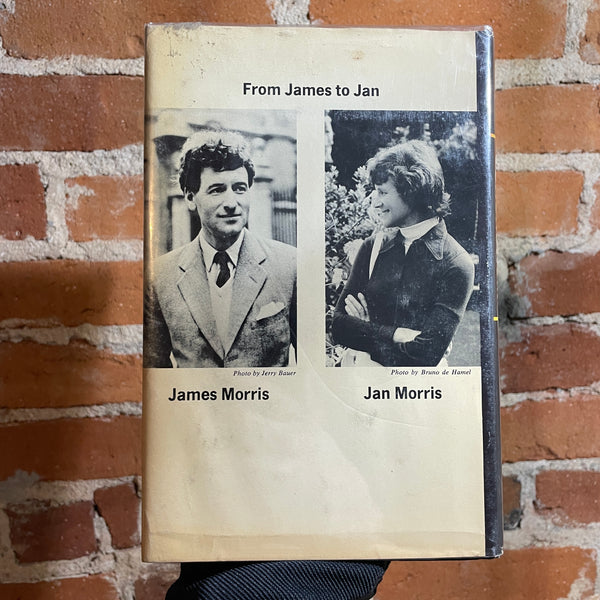 From James to Jan
Photo by Jerry Bauer
Photo by Bruno de Hamel
James Morris
Jan Morris